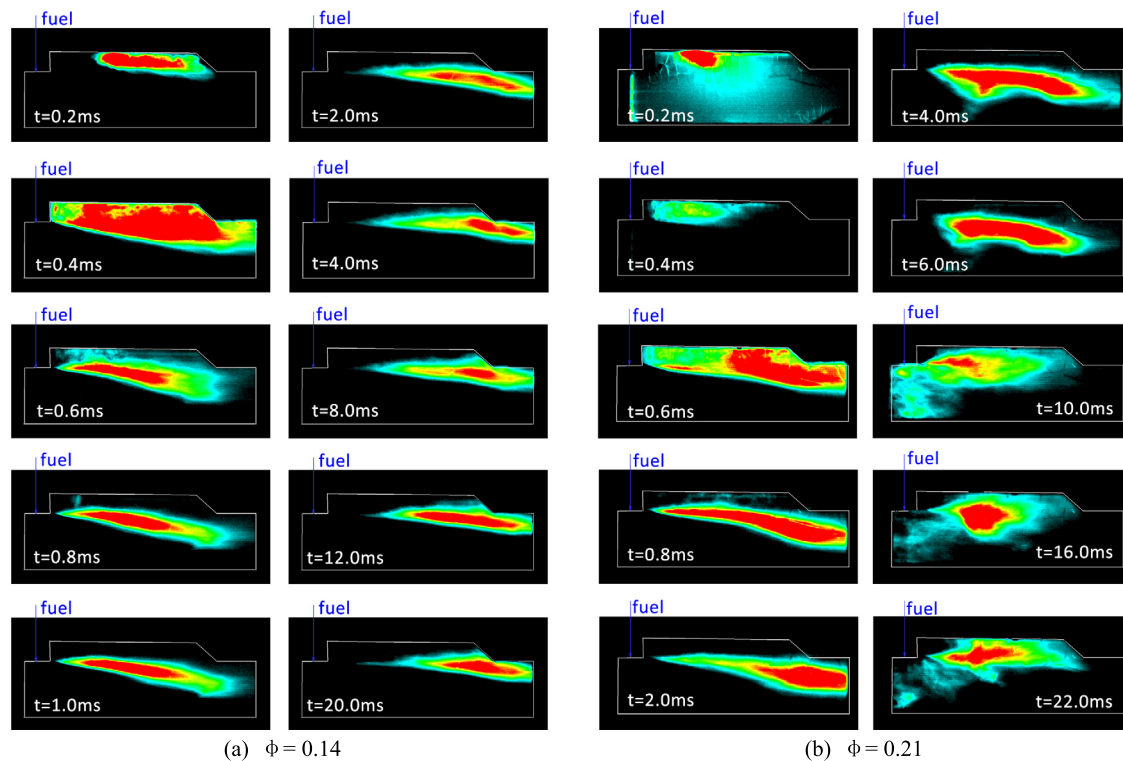 fuel
t=0.2ms
fuel
t=2.0ms
fuel
t=0.2ms
fuel
t=4.0ms
fuel
t=0.4ms
fuel
t=4.0ms
fuel
t=0.4ms
fuel
t=6.0ms
fuel
t=0.6ms
fuel
t=8.0ms
fuel
t=0.6ms
fuel
t=10.0ms
fuel
t=0.8ms
fuel
t=12.0ms
fuel
t=0.8ms
fuel
t=16.0ms
fuel
t=1.0ms
fuel
t=20.0ms
fuel
t=2.0ms
fuel
t=22.0ms
(a) ϕ = 0.14
(b) ϕ = 0.21